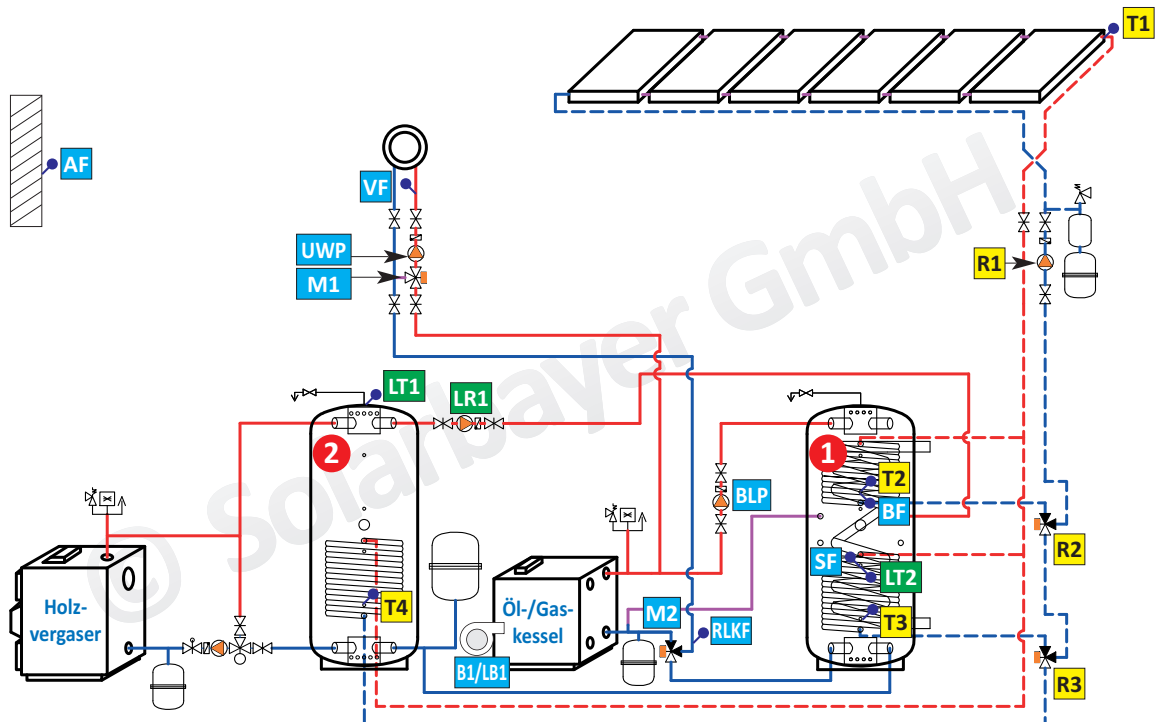 T1
AF
VF
UWP
M1
R1
LT1
LR1
2
1
T2
BLP
BF
R2
SF
LT2
Holz-
vergaser
T4
Öl-/Gas-
kessel
M2
T3
RLKF
B1/LB1
R3
© Solarbayer GmbH